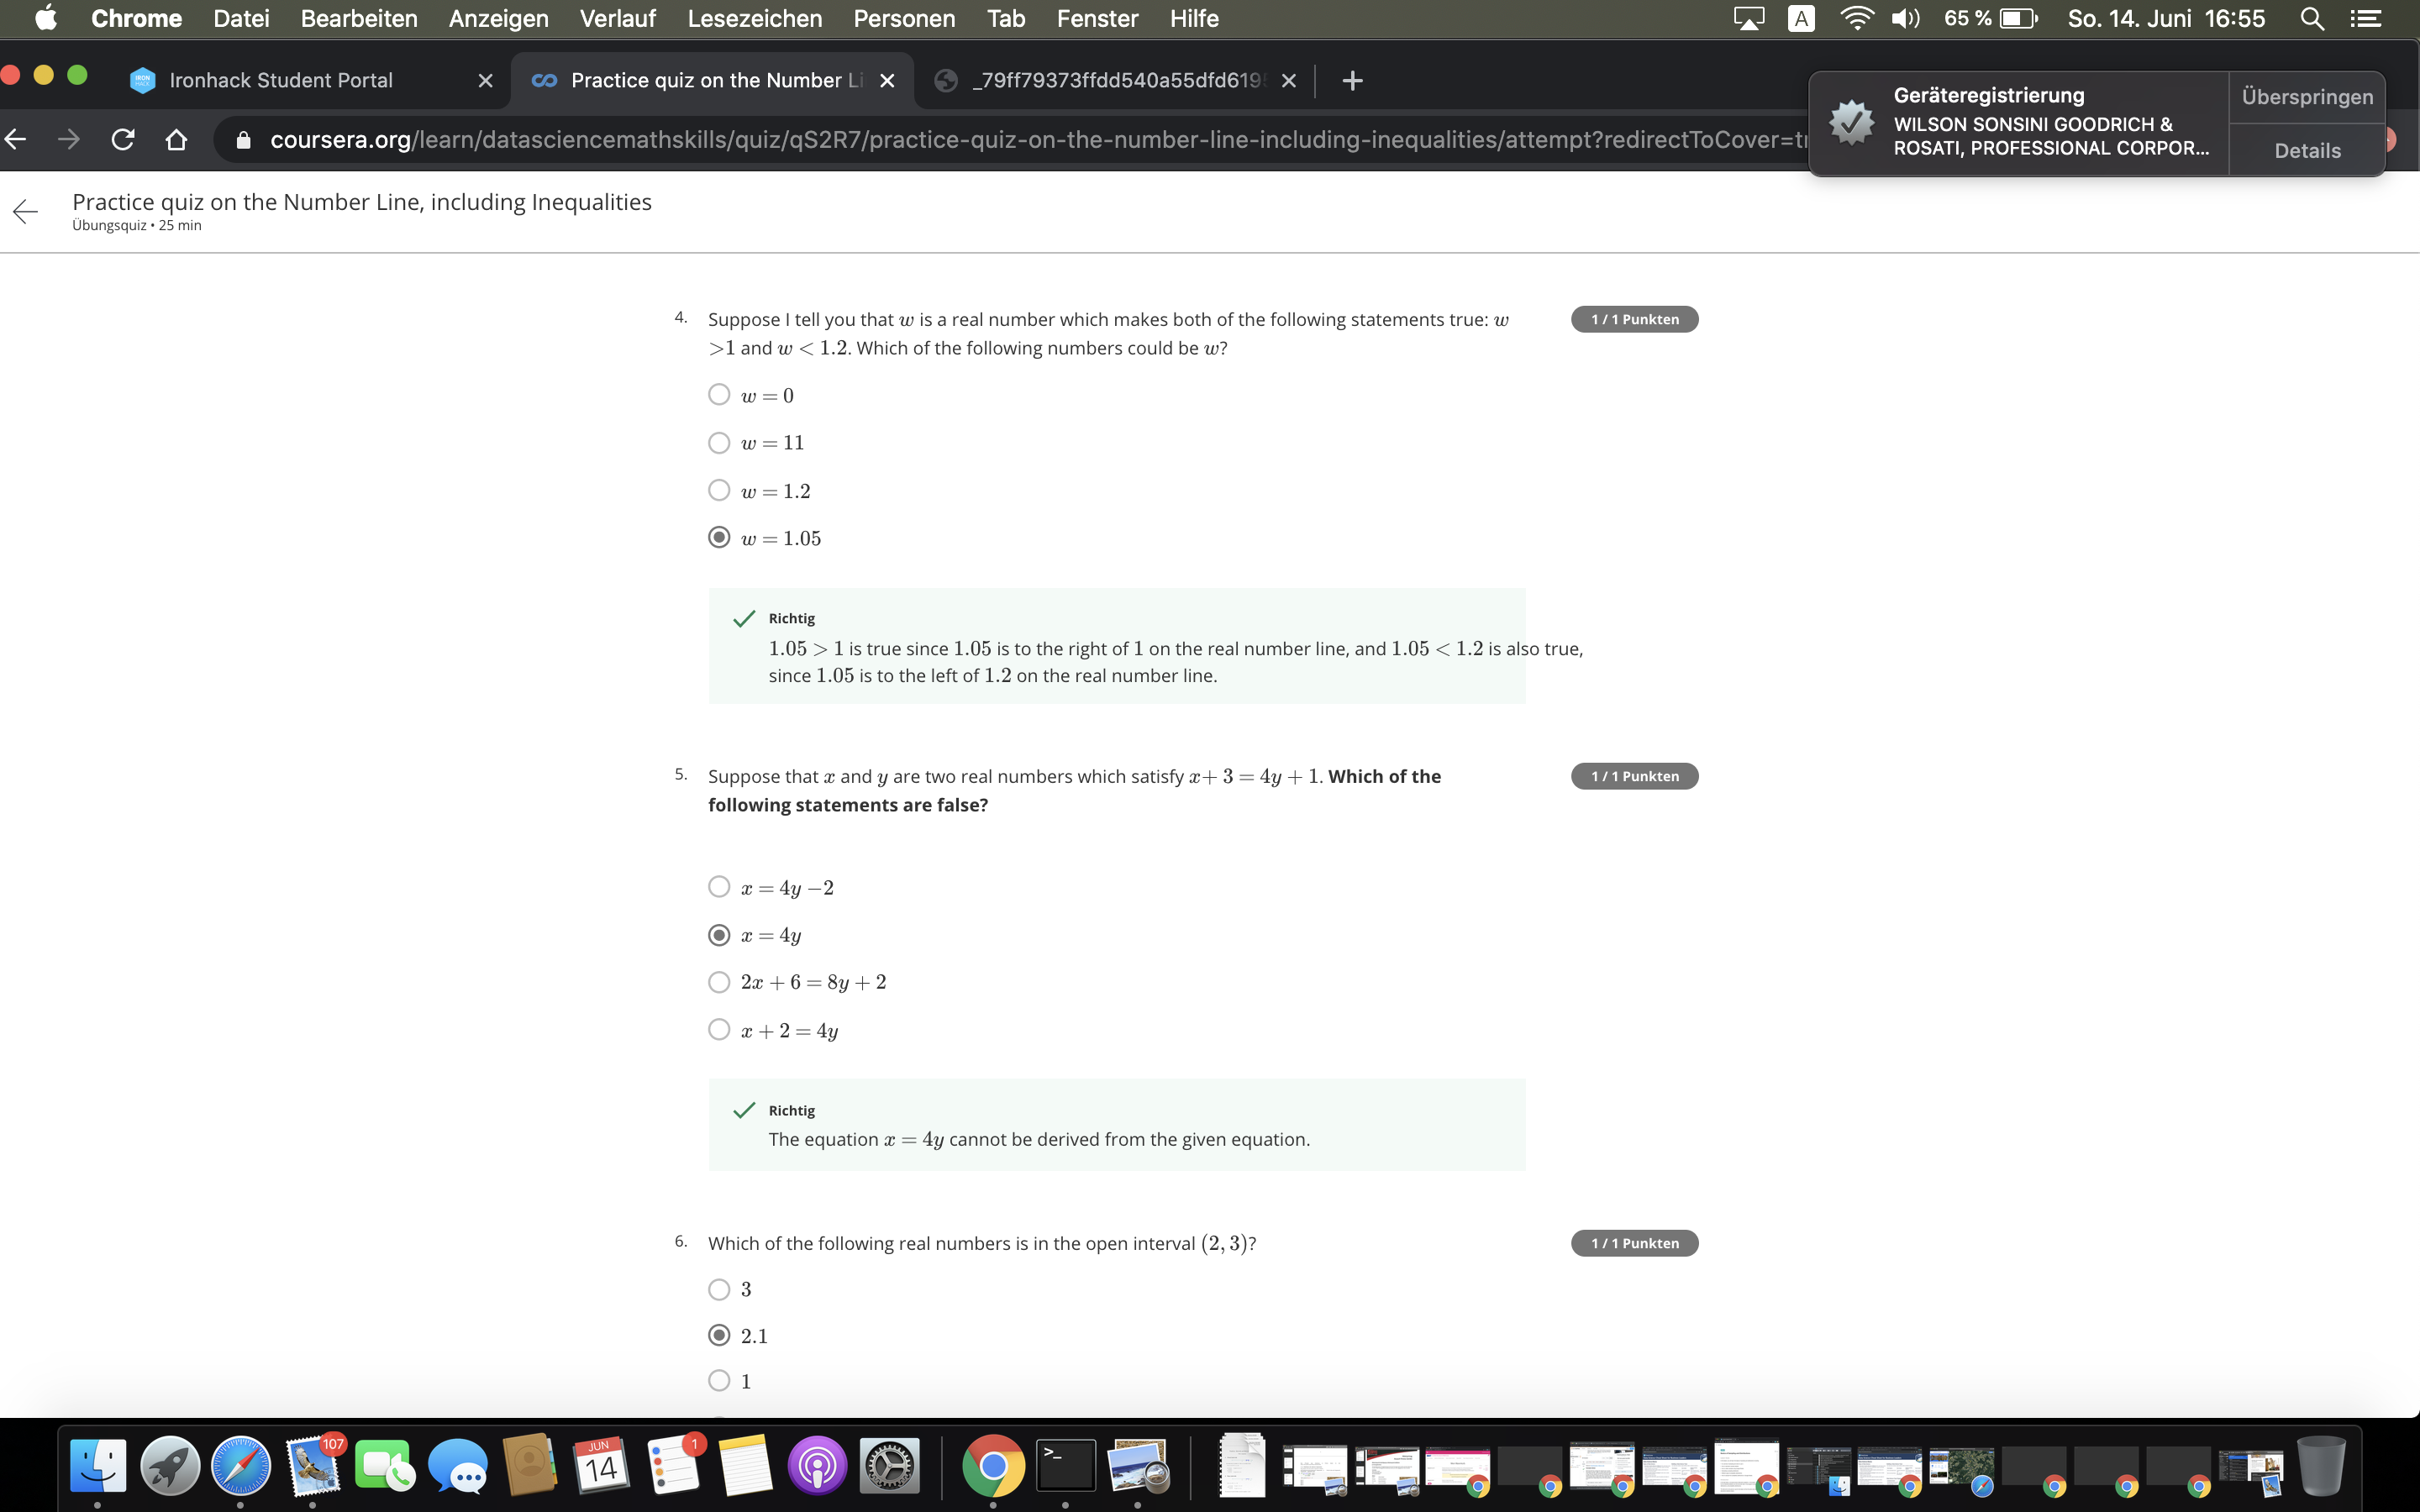 Chrome Datei Bearbeiten Anzeigen Verlauf Lesezeichen Personen Tab Fenster Hilfe A 65 % So. 14. Juni 16:55
Ironhack Student Portal Practice quiz on the Number Li _79ff79373ffdd540a55dfd619
coursera.org/learn/datasciencemathskills/quiz/qS2R7/practice-quiz-on-the-number-line-including-inequalities/attempt?redirectToCover=tr
Geräteregistrierung
WILSON SONSINI GOODRICH &
ROSATI, PROFESSIONAL CORPOR...
Überspringen
Details
Practice quiz on the Number Line, including Inequalities
Übungsquiz • 25 min
4. Suppose I tell you that w is a real number which makes both of the following statements true: w
>1 and w < 1.2. Which of the following numbers could be w?
1 / 1 Punkten
w = 0
w = 11
w = 1.2
w = 1.05
Richtig
1.05 > 1 is true since 1.05 is to the right of 1 on the real number line, and 1.05 < 1.2 is also true,
since 1.05 is to the left of 1.2 on the real number line.
5. Suppose that x and y are two real numbers which satisfy x+ 3 = 4y + 1. Which of the
following statements are false?
1 / 1 Punkten
x = 4y −2
x = 4y
2x + 6 = 8y + 2
x + 2 = 4y
Richtig
The equation x = 4y cannot be derived from the given equation.
6. Which of the following real numbers is in the open interval (2, 3)?
1 / 1 Punkten
3
2.1
1
107
JUN
14
1
>_